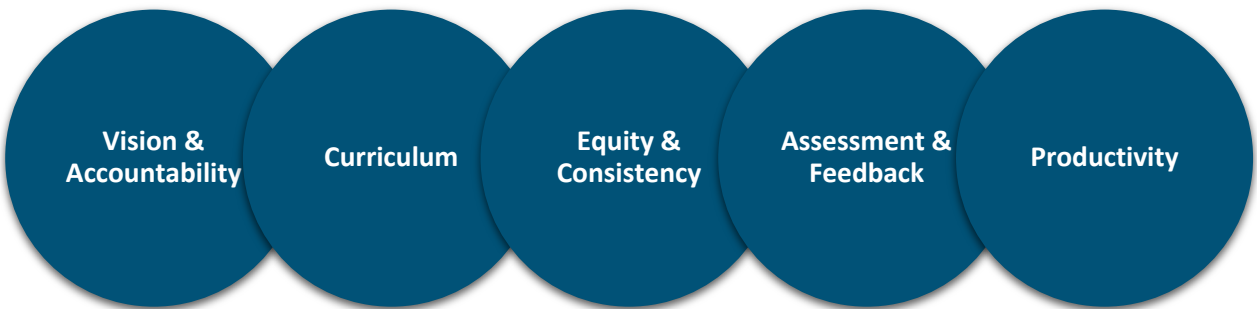 Vision &
Accountability
Curriculum
Equity &
Consistency
Assessment &
Feedback
Productivity